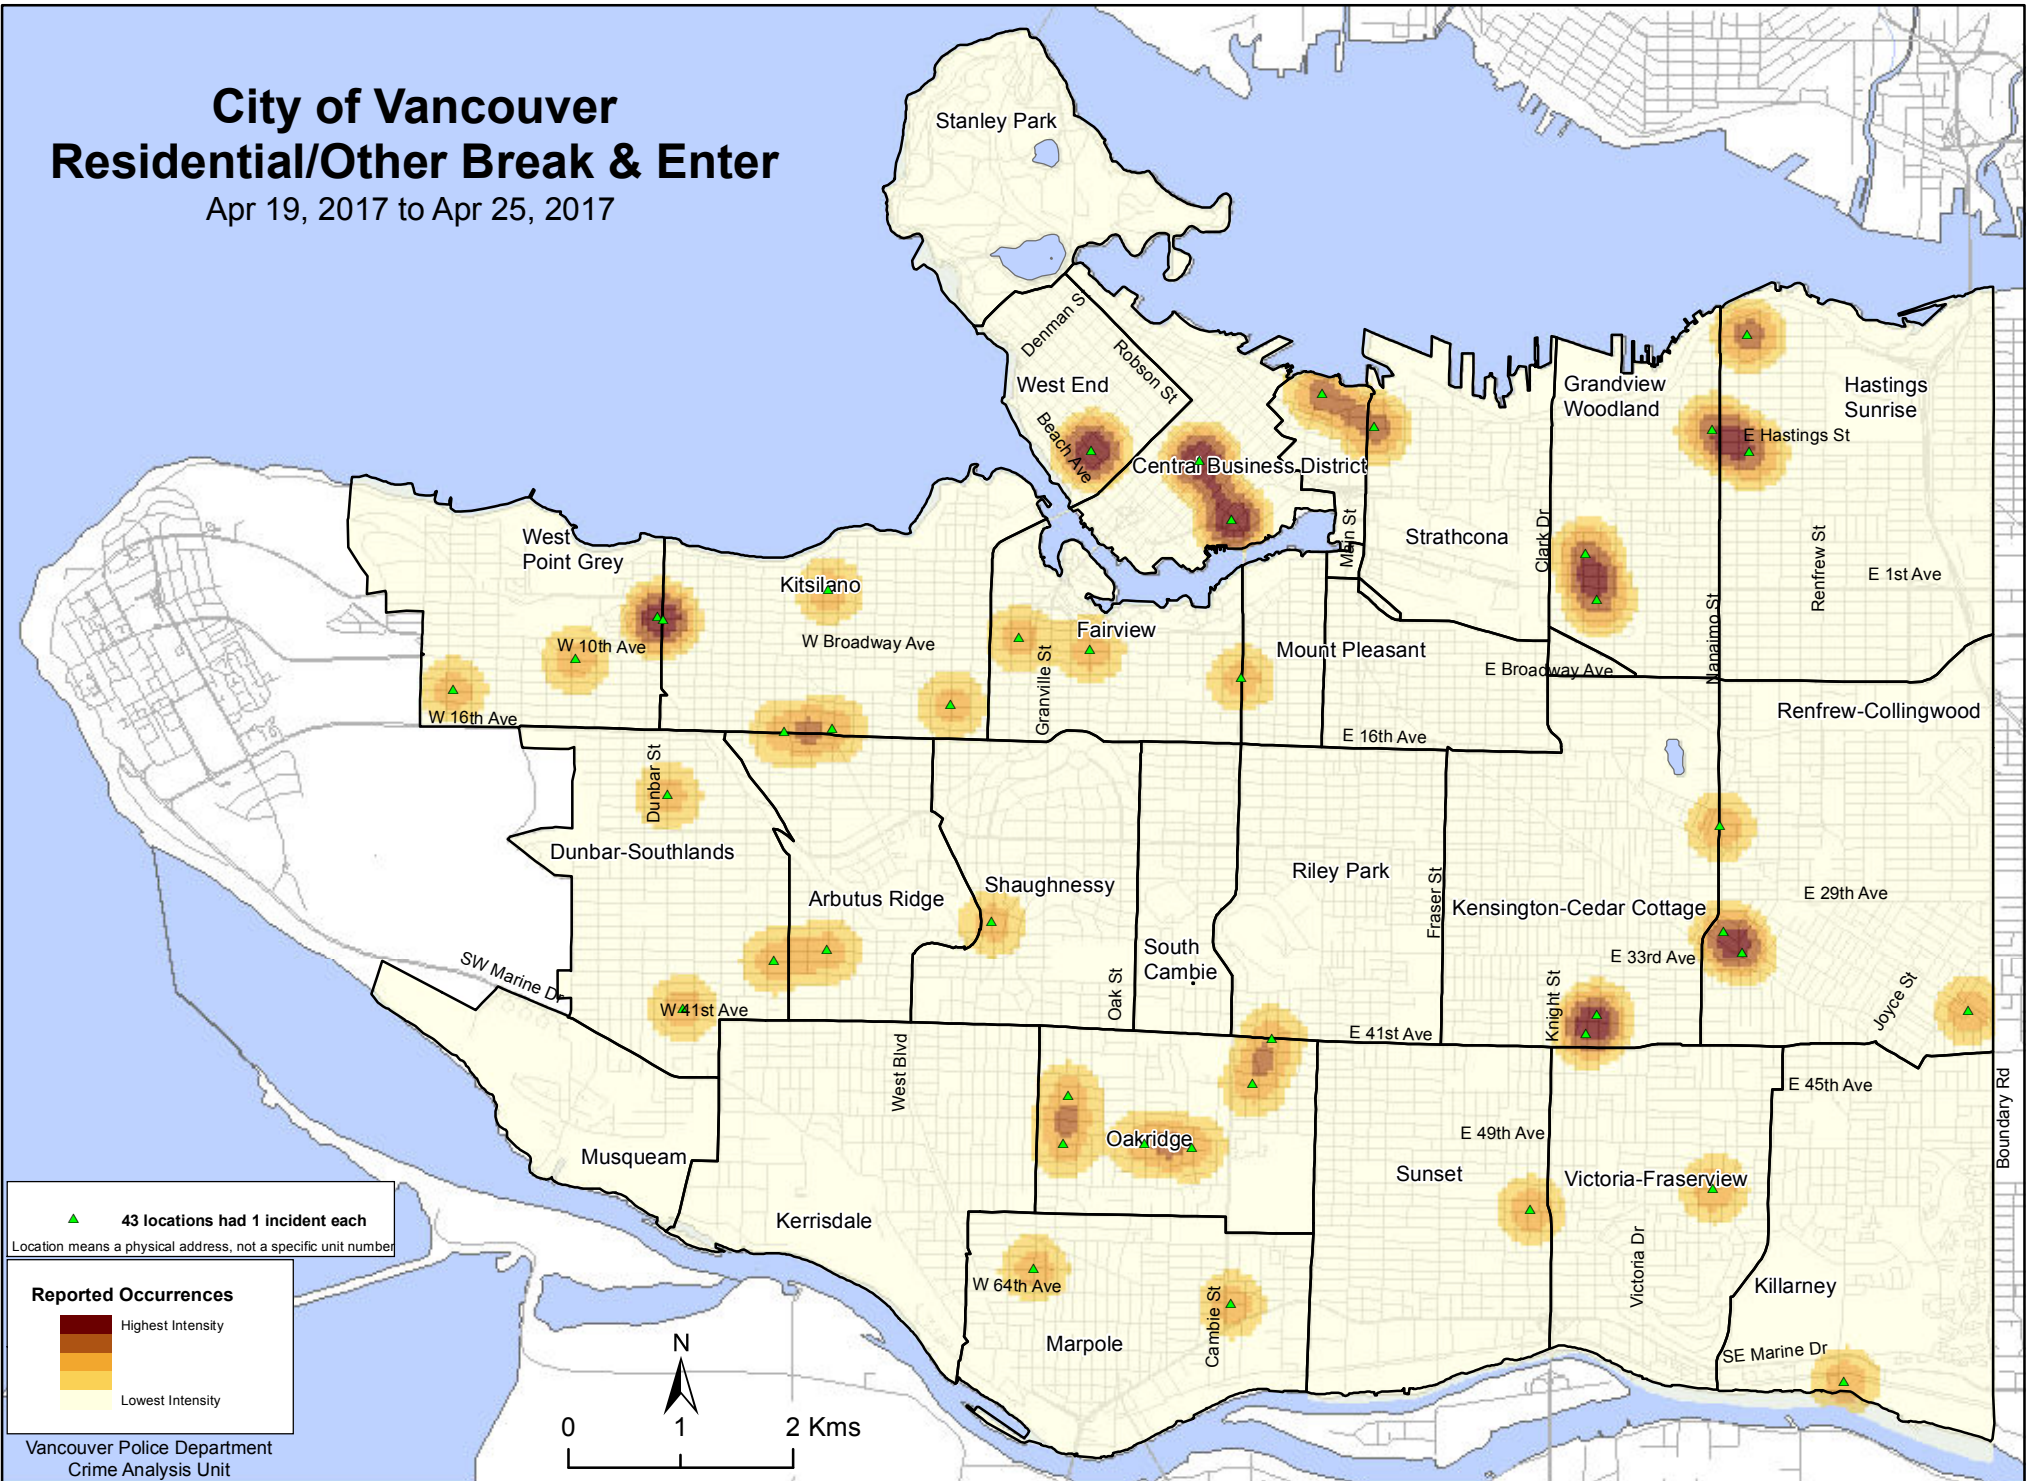 City of Vancouver
Residential/Other Break & Enter
Apr 19, 2017 to Apr 25, 2017
Stanley Park
Denman S
Robson St
West End
Beach Ave
Central Business District
Grandview
Woodland
Hastings
Sunrise
E Hastings St
Main St
Strathcona
Clark Dr
Renfrew St
E 1st Ave
Nanaimo St
West
Point Grey
Kitsilano
W 10th Ave
W Broadway Ave
Fairview
Granville St
Mount Pleasant
E Broadway Ave
W 16th Ave
E 16th Ave
Renfrew-Collingwood
Dunbar St
Dunbar-Southlands
Arbutus Ridge
Shaughnessy
Riley Park
Fraser St
Kensington-Cedar Cottage
E 29th Ave
South
Cambie
E 33rd Ave
SW Marine Dr
Oak St
Knight St
Joyce St
W 41st Ave
E 41st Ave
West Blvd
E 45th Ave
Boundary Rd
Oakridge
E 49th Ave
Musqueam
Sunset
Victoria-Fraserview
Kerrisdale
Victoria Dr
W 64th Ave
Cambie St
Killarney
Marpole
SE Marine Dr
43 locations had 1 incident each
Location means a physical address, not a specific unit number
Reported Occurrences
Highest Intensity
Lowest Intensity
Vancouver Police Department
Crime Analysis Unit
N
0 1 2 Kms